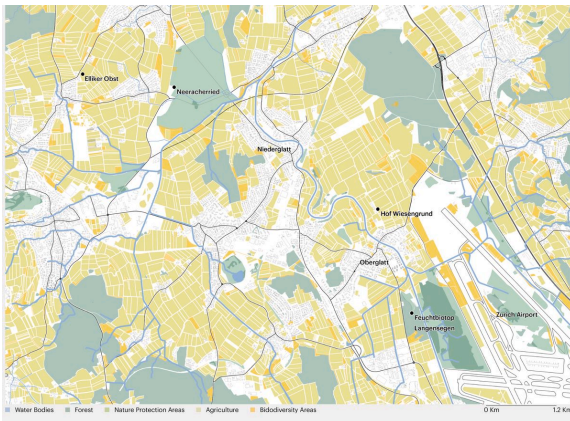 Elliker Obst
Neeracherried
Niederglatt
Hof Wiesengrund
Oberglatt
Feuchtbiotop
Langensegen
Zürich Airport
Water Bodies
Forest
Nature Protection Areas
Agriculture
Bidodiversity Areas
0 Km
1.2 Km